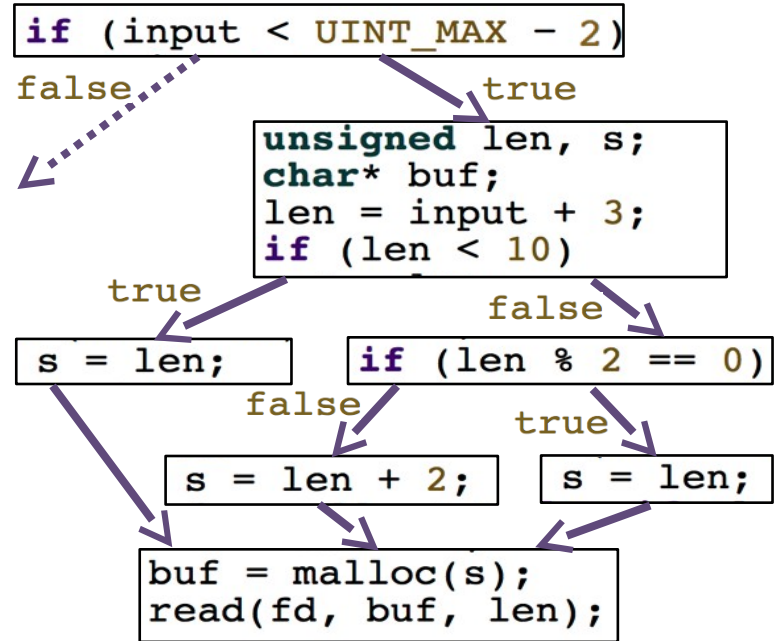 if (input < UINT_MAX - 2)
false
true
unsigned len, s;
char* buf;
len = input + 3;
if (len < 10)
true
false
s = len;
if (len % 2 == 0)
false
true
s = len + 2;
s = len;
buf = malloc(s);
read(fd, buf, len);